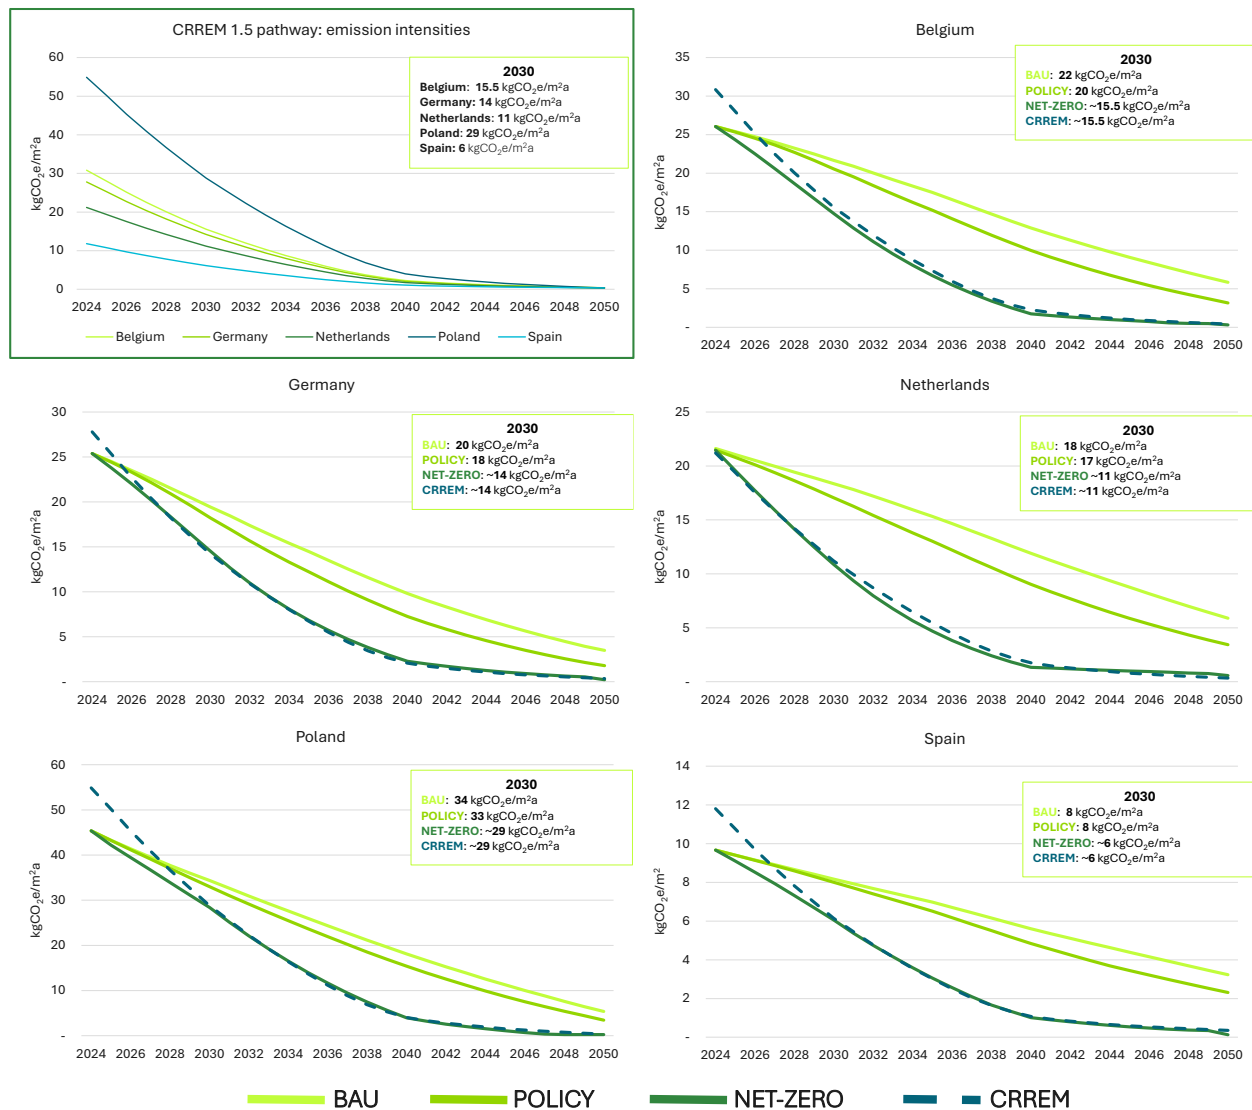 CRREM 1.5 pathway: emission intensities
kgCO₂e/m²a
60
50
40
30
20
10
0
2030
Belgium: 15.5 kgCO₂e/m²a
Germany: 14 kgCO₂e/m²a
Netherlands: 11 kgCO₂e/m²a
Poland: 29 kgCO₂e/m²a
Spain: 6 kgCO₂e/m²a
2024 2026 2028 2030 2032 2034 2036 2038 2040 2042 2044 2046 2048 2050
Belgium Germany Netherlands Poland Spain
Belgium
kgCO₂e/m²a
35
30
25
20
15
10
5
-
2030
BAU: 22 kgCO₂e/m²a
POLICY: 20 kgCO₂e/m²a
NET-ZERO: ~15.5 kgCO₂e/m²a
CRREM: ~15.5 kgCO₂e/m²a
2024 2026 2028 2030 2032 2034 2036 2038 2040 2042 2044 2046 2048 2050
Germany
kgCO₂e/m²a
30
25
20
15
10
5
-
2030
BAU: 20 kgCO₂e/m²a
POLICY: 18 kgCO₂e/m²a
NET-ZERO: ~14 kgCO₂e/m²a
CRREM: ~14 kgCO₂e/m²a
2024 2026 2028 2030 2032 2034 2036 2038 2040 2042 2044 2046 2048 2050
Netherlands
kgCO₂e/m²a
25
20
15
10
5
-
2030
BAU: 18 kgCO₂e/m²a
POLICY: 17 kgCO₂e/m²a
NET-ZERO ~11 kgCO₂e/m²a
CRREM: ~11 kgCO₂e/m²a
2024 2026 2028 2030 2032 2034 2036 2038 2040 2042 2044 2046 2048 2050
Poland
kgCO₂e/m²a
60
50
40
30
20
10
-
2030
BAU: 34 kgCO₂e/m²a
POLICY: 33 kgCO₂e/m²a
NET-ZERO: ~29 kgCO₂e/m²a
CRREM: ~29 kgCO₂e/m²a
2024 2026 2028 2030 2032 2034 2036 2038 2040 2042 2044 2046 2048 2050
Spain
kgCO₂e/m²
14
12
10
8
6
4
2
-
2030
BAU: 8 kgCO₂e/m²a
POLICY: 8 kgCO₂e/m²a
NET-ZERO: ~6 kgCO₂e/m²a
CRREM: ~6 kgCO₂e/m²a
2024 2026 2028 2030 2032 2034 2036 2038 2040 2042 2044 2046 2048 2050
BAU POLICY NET-ZERO CRREM